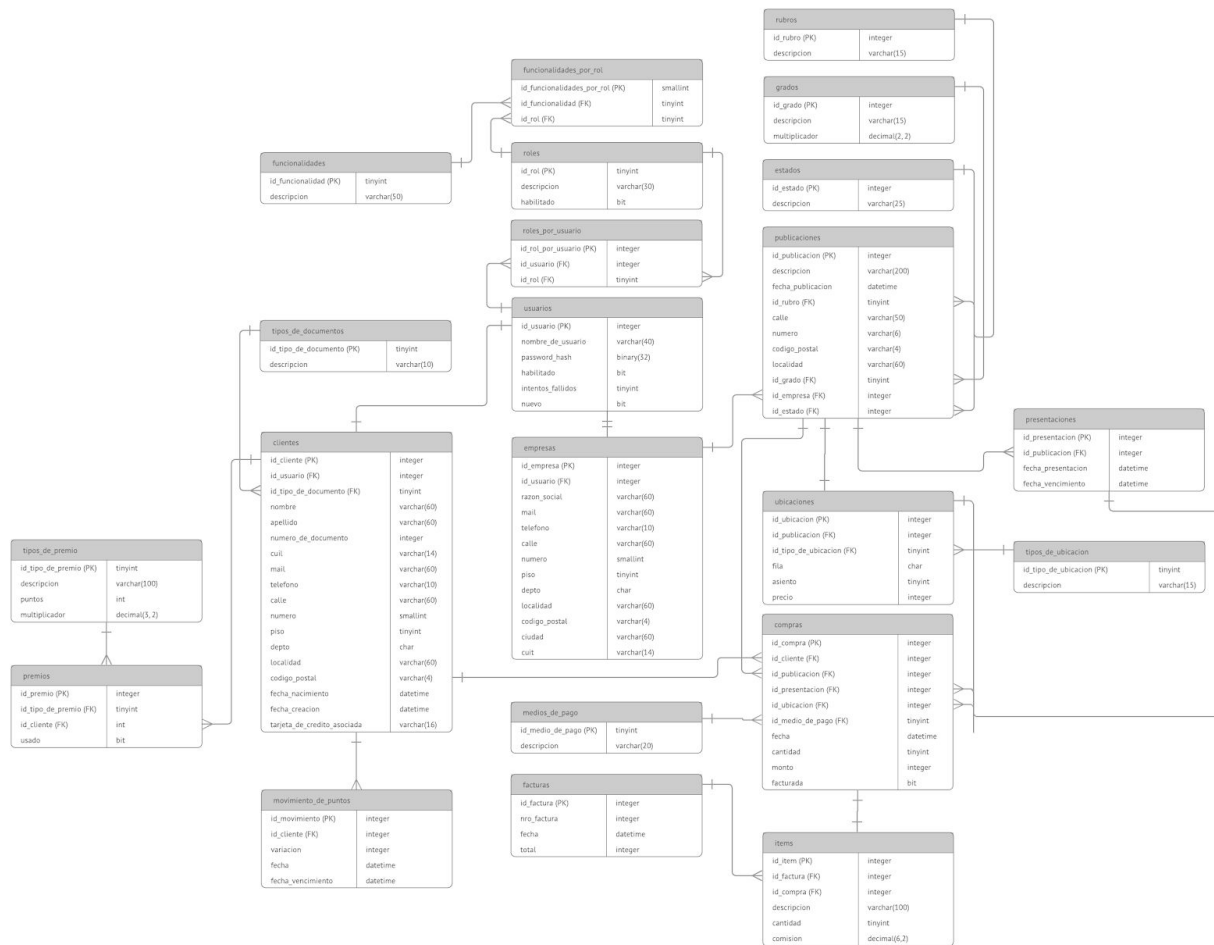 rubros
id_rubro (PK) integer
descripcion varchar(15)
funcionalidades_por_rol
id_funcionalidades_por_rol (PK) smallint
id_funcionalidad (FK) tinyint
id_rol (FK) tinyint
grados
id_grado (PK) integer
descripcion varchar(15)
multiplicador decimal(2, 2)
funcionalidades
id_funcionalidad (PK) tinyint
descripcion varchar(50)
roles
id_rol (PK) tinyint
descripcion varchar(30)
habilitado bit
estados
id_estado (PK) integer
descripcion varchar(25)
roles_por_usuario
id_rol_por_usuario (PK) integer
id_usuario (FK) integer
id_rol (FK) tinyint
publicaciones
id_publicacion (PK) integer
descripcion varchar(200)
fecha_publicacion datetime
id_rubro (FK) tinyint
calle varchar(50)
numero varchar(6)
codigo_postal varchar(4)
localidad varchar(60)
id_grado (FK) tinyint
id_empresa (FK) integer
id_estado (FK) integer
usuarios
id_usuario (PK) integer
nombre_de_usuario varchar(40)
password_hash binary(32)
habilitado bit
intentos_fallidos tinyint
nuevo bit
tipos_de_documentos
id_tipo_de_documento (PK) tinyint
descripcion varchar(10)
clientes
id_cliente (PK) integer
id_usuario (FK) integer
id_tipo_de_documento (FK) tinyint
nombre varchar(60)
apellido varchar(60)
numero_de_documento integer
cuil varchar(14)
mail varchar(60)
telefono varchar(10)
calle varchar(60)
numero smallint
piso tinyint
depto char
localidad varchar(60)
codigo_postal varchar(4)
fecha_nacimiento datetime
fecha_creacion datetime
tarjeta_de_credito_asociada varchar(16)
empresas
id_empresa (PK) integer
id_usuario (FK) integer
razon_social varchar(60)
mail varchar(60)
telefono varchar(10)
calle varchar(60)
numero smallint
piso tinyint
depto char
localidad varchar(60)
codigo_postal varchar(4)
ciudad varchar(60)
cuit varchar(14)
presentaciones
id_presentacion (PK) integer
id_publicacion (FK) integer
fecha_presentacion datetime
fecha_vencimiento datetime
ubicaciones
id_ubicacion (PK) integer
id_publicacion (FK) integer
id_tipo_de_ubicacion (FK) tinyint
fila char
asiento tinyint
precio integer
tipos_de_ubicacion
id_tipo_de_ubicacion (PK) tinyint
descripcion varchar(15)
tipos_de_premio
id_tipo_de_premio (PK) tinyint
descripcion varchar(100)
puntos int
multiplicador decimal(3, 2)
premios
id_premio (PK) integer
id_tipo_de_premio (FK) tinyint
id_cliente (FK) int
usado bit
compras
id_compra (PK) integer
id_cliente (FK) integer
id_publicacion (FK) integer
id_presentacion (FK) integer
id_ubicacion (FK) integer
id_medio_de_pago (FK) tinyint
fecha datetime
cantidad tinyint
monto integer
facturada bit
medios_de_pago
id_medio_de_pago (PK) tinyint
descripcion varchar(20)
facturas
id_factura (PK) integer
nro_factura integer
fecha datetime
total integer
movimiento_de_puntos
id_movimiento (PK) integer
id_cliente (FK) integer
variacion integer
fecha datetime
fecha_vencimiento datetime
items
id_item (PK) integer
id_factura (FK) integer
id_compra (FK) integer
descripcion varchar(100)
cantidad tinyint
comision decimal(6,2)